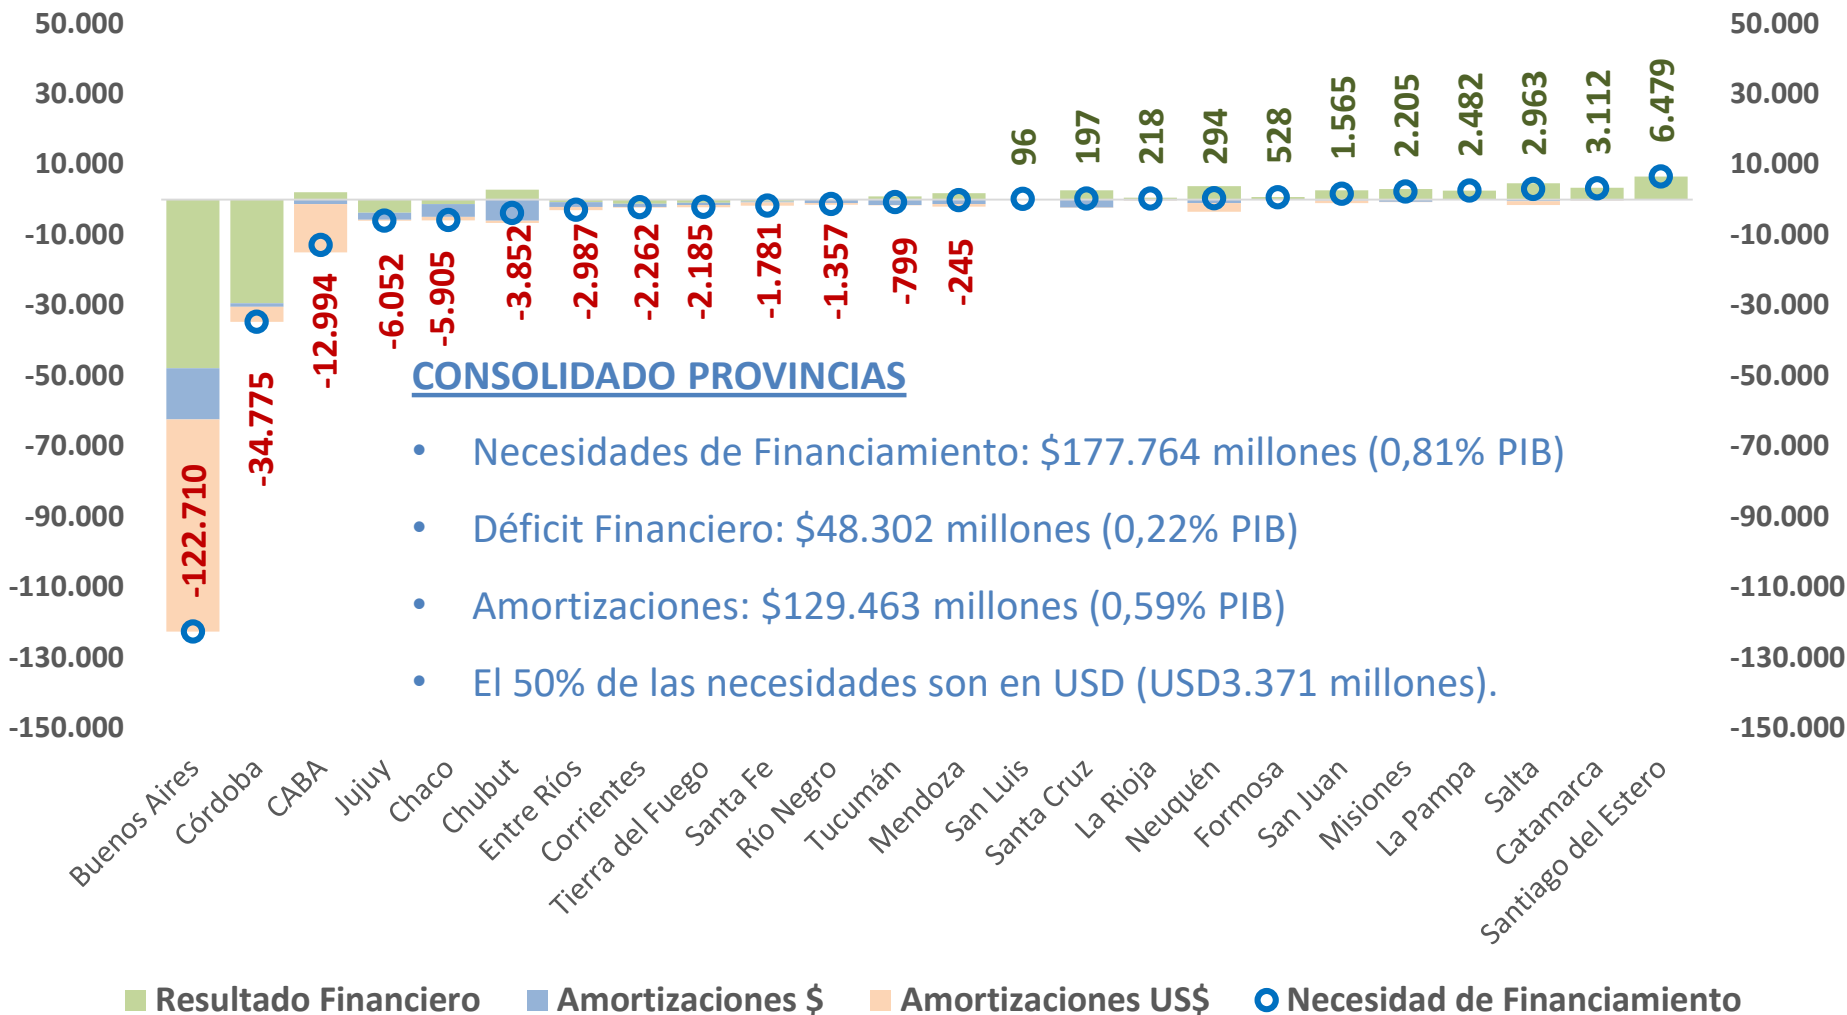 50.000
30.000
10.000
-10.000
-30.000
-50.000
-70.000
-90.000
-110.000
-130.000
-150.000
50.000
30.000
10.000
-10.000
-30.000
-50.000
-70.000
-90.000
-110.000
-130.000
-150.000
-122.710
-34.775
-12.994
-6.052
-5.905
-3.852
-2.987
-2.262
-2.185
-1.781
-1.357
-799
-245
96
197
218
294
528
1.565
2.205
2.482
2.963
3.112
6.479
CONSOLIDADO PROVINCIAS
• Necesidades de Financiamiento: $177.764 millones (0,81% PIB)
• Déficit Financiero: $48.302 millones (0,22% PIB)
• Amortizaciones: $129.463 millones (0,59% PIB)
• El 50% de las necesidades son en USD (USD3.371 millones).
Buenos Aires
Córdoba
CABA
Jujuy
Chaco
Chubut
Entre Ríos
Corrientes
Tierra del Fuego
Santa Fe
Río Negro
Tucumán
Mendoza
San Luis
Santa Cruz
La Rioja
Neuquén
Formosa
San Juan
Misiones
La Pampa
Salta
Catamarca
Santiago del Estero
Resultado Financiero
Amortizaciones $
Amortizaciones US$
Necesidad de Financiamiento